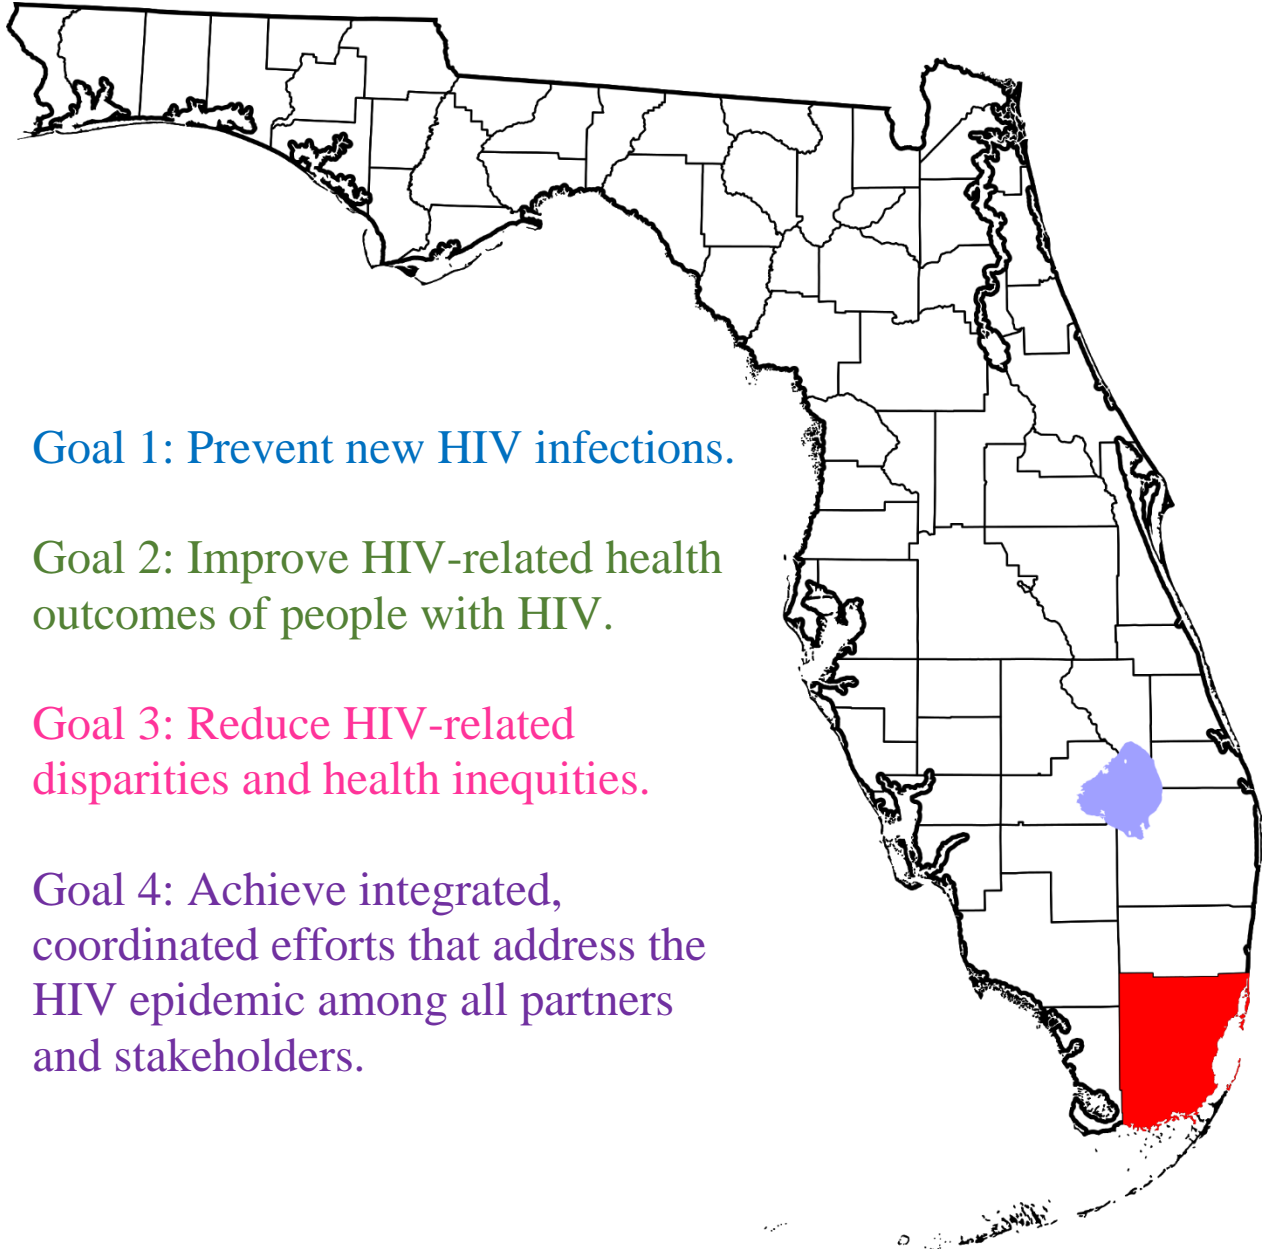 Goal 1: Prevent new HIV infections.
Goal 2: Improve HIV-related health
outcomes of people with HIV.
Goal 3: Reduce HIV-related
disparities and health inequities.
Goal 4: Achieve integrated,
coordinated efforts that address the
HIV epidemic among all partners
and stakeholders.